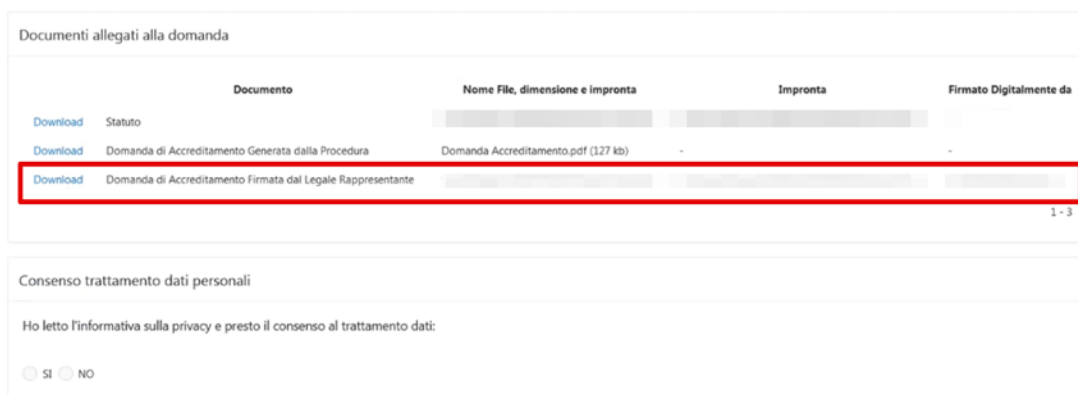 Documenti allegati alla domanda
Documento Nome File, dimensione e impronta Impronta Firmato Digitalmente da
Download Statuto
Download Domanda di Accreditamento Generata dalla Procedura Domanda Accreditamento.pdf (127 kb) - -
Download Domanda di Accreditamento Firmata dal Legale Rappresentante
1 - 3
Consenso trattamento dati personali
Ho letto l'informativa sulla privacy e presto il consenso al trattamento dati:
SI NO